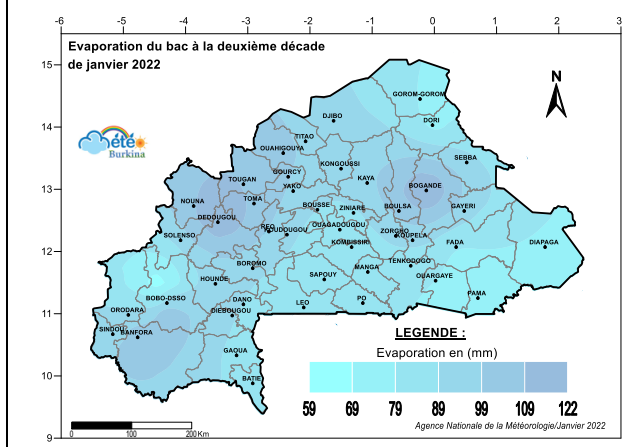 -6 -5 -4 -3 -2 -1 0 1 2 3
Evaporation du bac à la deuxième décade
de janvier 2022
15
14
13
12
11
10
9
N
été
Burkina
GOROM-GOROM
DORI
DJIBO
TITAO
OUAHIGOUYA
SEBBA
KONGOUSSI
GOURCY
TOUGAN
KAYA
YAKO
BOGANDE
NOUNA
TOMA
BOUSSE
ZINIARE
BOULSA
GAYERI
DEDOUGOU
REO
KOUDOUGOU
OUAGADOUGOU
ZORGHO
KOUPELA
SOLENSO
KOMBISSIRI
FADA
DIAPAGA
BOROMO
TENKODOGO
MANGA
SAPOUY
OUARGAYE
HOUNDE
PAMA
BOBO-DSSO
DANO
LEO
PO
ORODARA
DIEBOUGOU
SINDOU
BANFORA
GAOUA
BATIE
LEGENDE :
Evaporation en (mm)
59 69 79 89 99 109 122
0 100 200 Km
Agence Nationale de la Météorologie/Janvier 2022